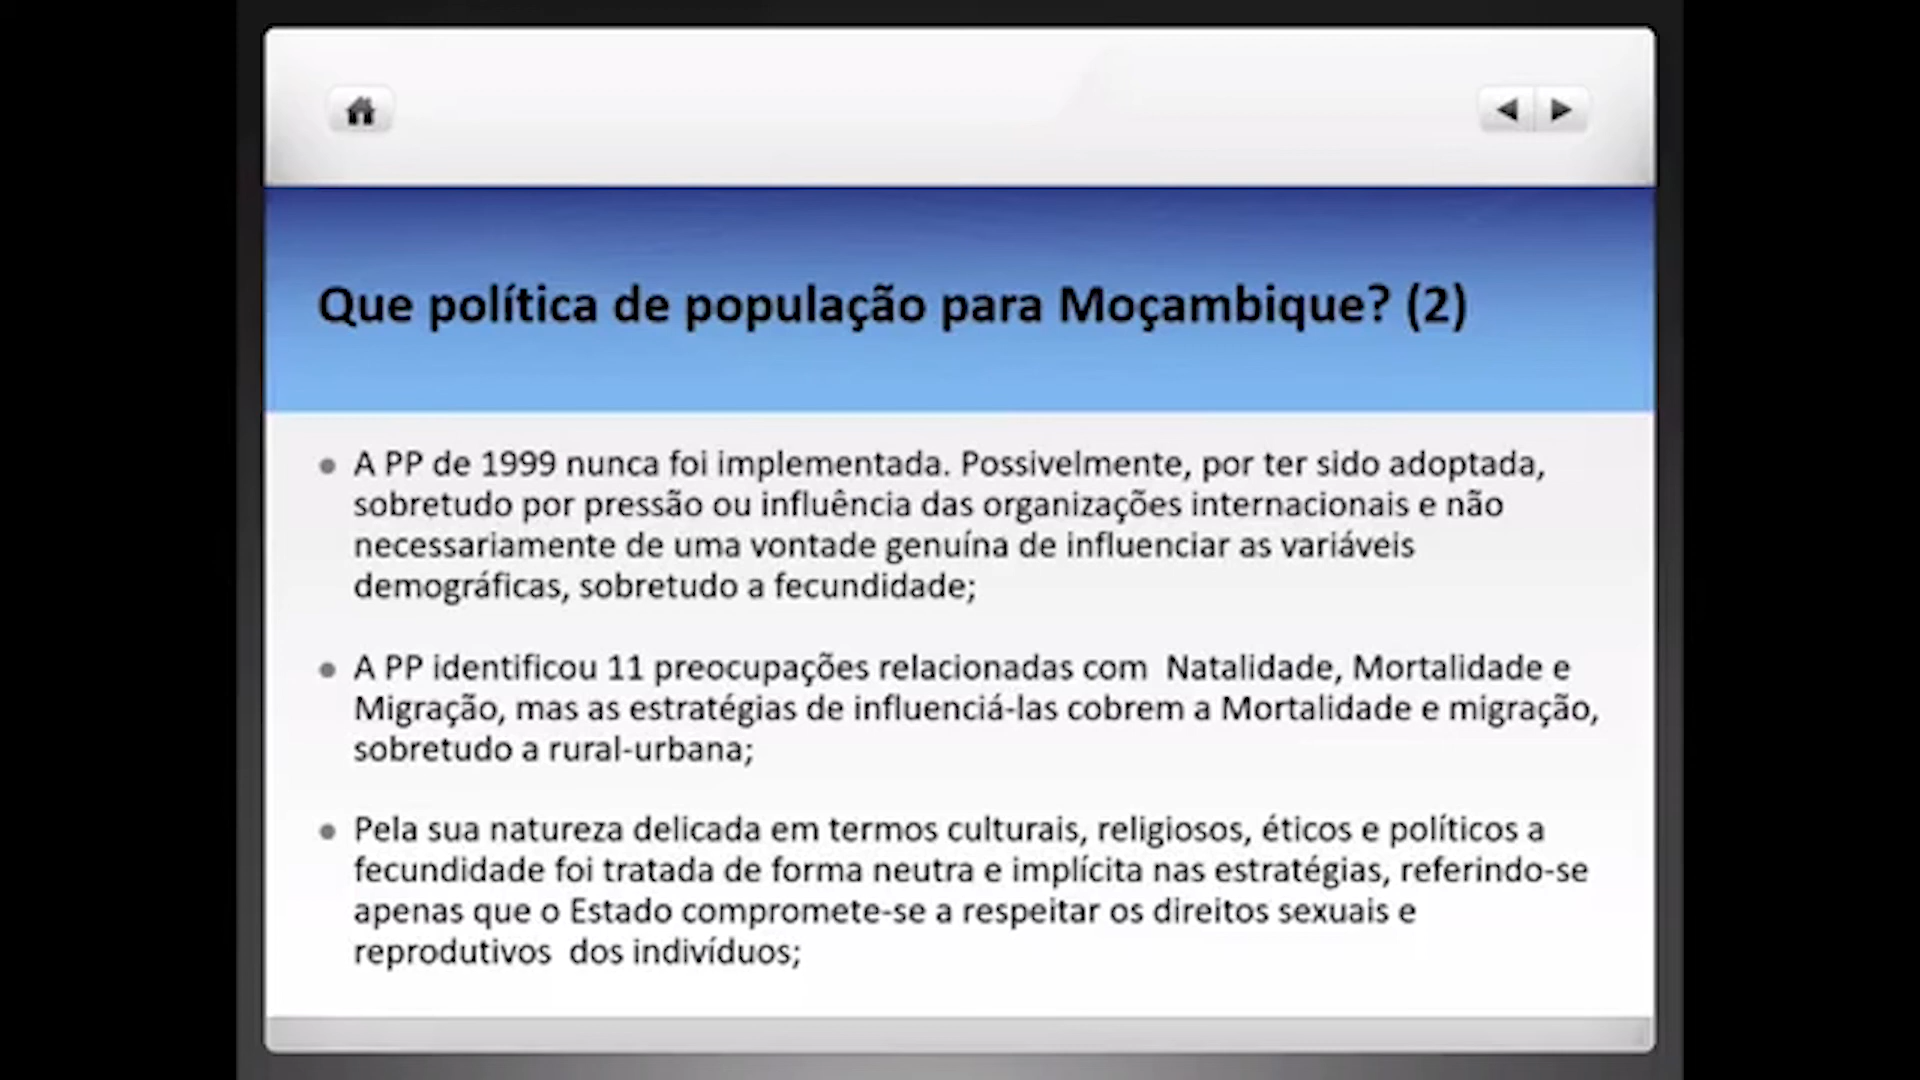 Que política de população para Moçambique? (2)
A PP de 1999 nunca foi implementada. Possivelmente, por ter sido adoptada,
sobretudo por pressão ou influência das organizações internacionais e não
necessariamente de uma vontade genuína de influenciar as variáveis
demográficas, sobretudo a fecundidade;
A PP identificou 11 preocupações relacionadas com  Natalidade, Mortalidade e
Migração, mas as estratégias de influenciá-las cobrem a Mortalidade e migração,
sobretudo a rural-urbana;
Pela sua natureza delicada em termos culturais, religiosos, éticos e políticos a
fecundidade foi tratada de forma neutra e implícita nas estratégias, referindo-se
apenas que o Estado compromete-se a respeitar os direitos sexuais e
reprodutivos  dos indivíduos;